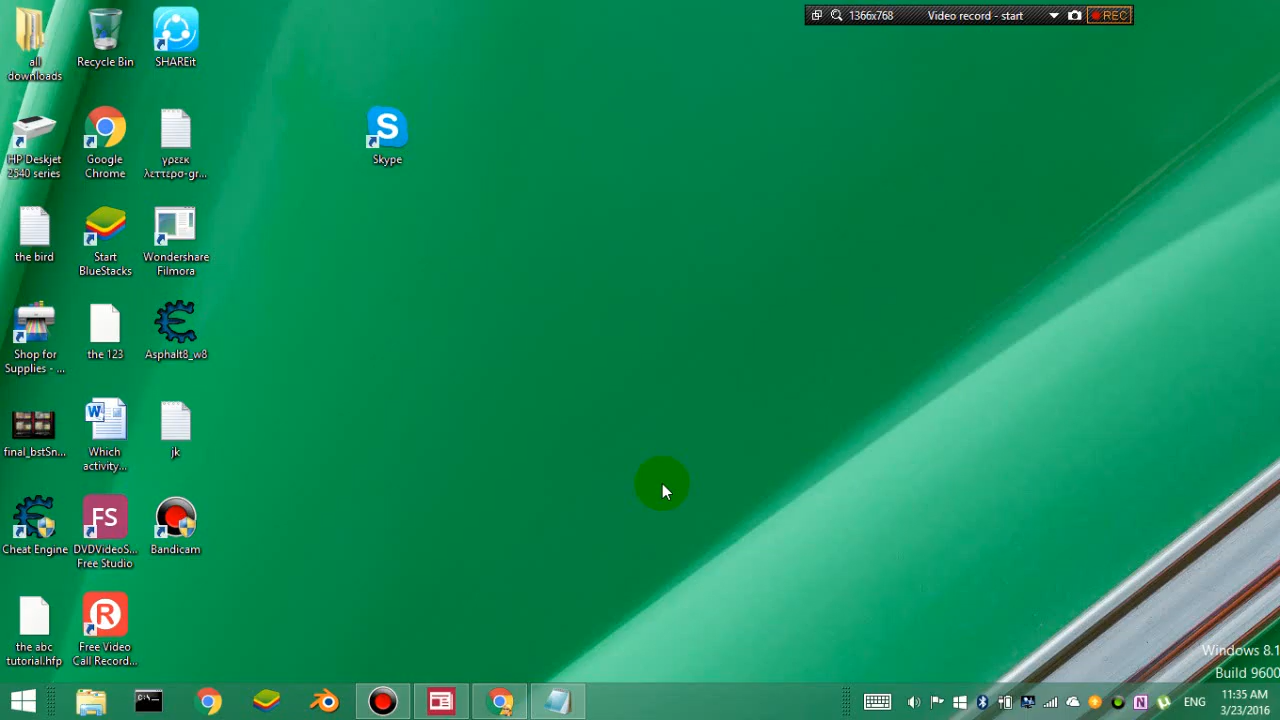 1366x768
Video record - start
REC
all
downloads
Recycle Bin
SHAREit
HP Deskjet
2540 series
Google
Chrome
γρεεκ
λεττερσ-gr...
S
Skype
the bird
Start
BlueStacks
Wondershare
Filmora
Shop for
Supplies - ...
the 123
Asphalt8_w8
final_bstSn...
W
Which
activity...
jk
Cheat Engine
FS
DVDVideoS...
Free Studio
Bandicam
the abc
tutorial.hfp
R
Free Video
Call Record...
Windows 8.1
Build 9600
C:\
N
ENG
11:35 AM
3/23/2016